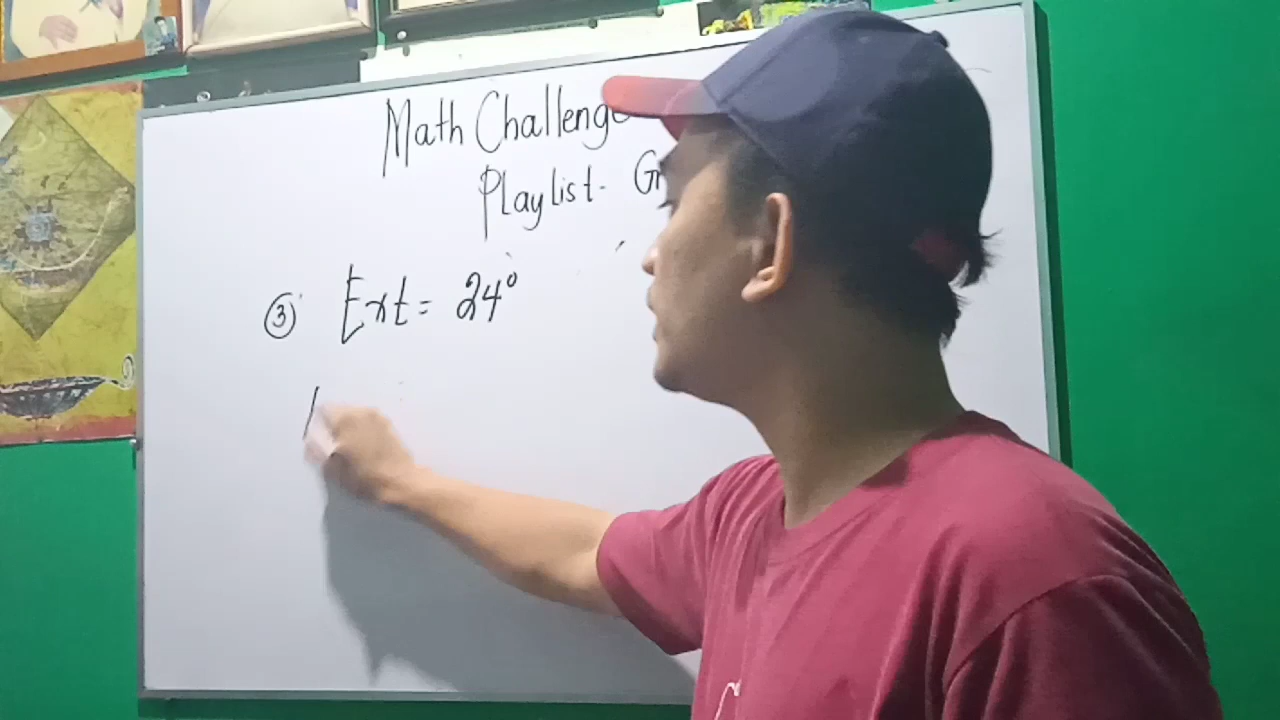 Math Challenge
Playlist-
③ Ext = 24°